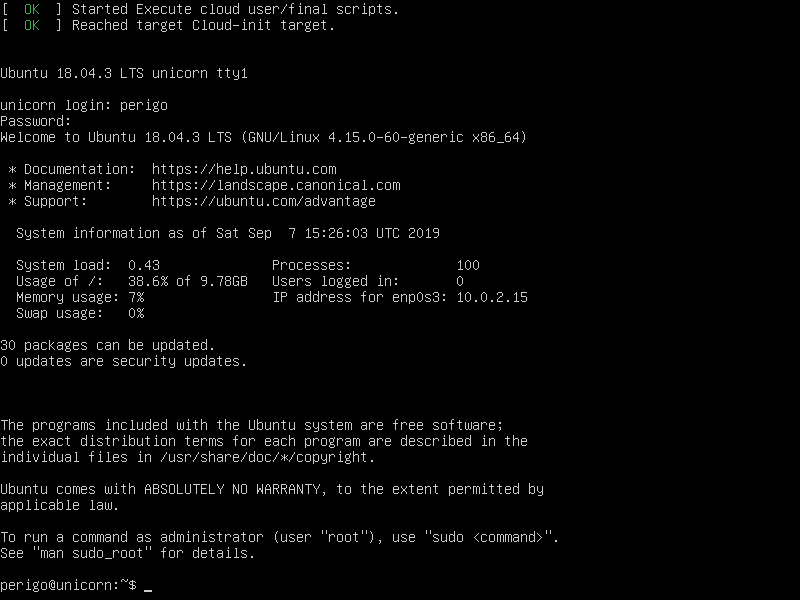 [  OK  ] Started Execute cloud user/final scripts.
[  OK  ] Reached target Cloud-init target.
Ubuntu 18.04.3 LTS unicorn tty1
unicorn login: perigo
Password:
Welcome to Ubuntu 18.04.3 LTS (GNU/Linux 4.15.0-60-generic x86_64)
 * Documentation:  https://help.ubuntu.com
 * Management:     https://landscape.canonical.com
 * Support:        https://ubuntu.com/advantage
  System information as of Sat Sep  7 15:26:03 UTC 2019
  System load:  0.43              Processes:             100
  Usage of /:   38.6% of 9.78GB   Users logged in:       0
  Memory usage: 7%                IP address for enp0s3: 10.0.2.15
  Swap usage:   0%
30 packages can be updated.
0 updates are security updates.
The programs included with the Ubuntu system are free software;
the exact distribution terms for each program are described in the
individual files in /usr/share/doc/*/copyright.
Ubuntu comes with ABSOLUTELY NO WARRANTY, to the extent permitted by
applicable law.
To run a command as administrator (user "root"), use "sudo <command>".
See "man sudo_root" for details.
perigo@unicorn:~$ _